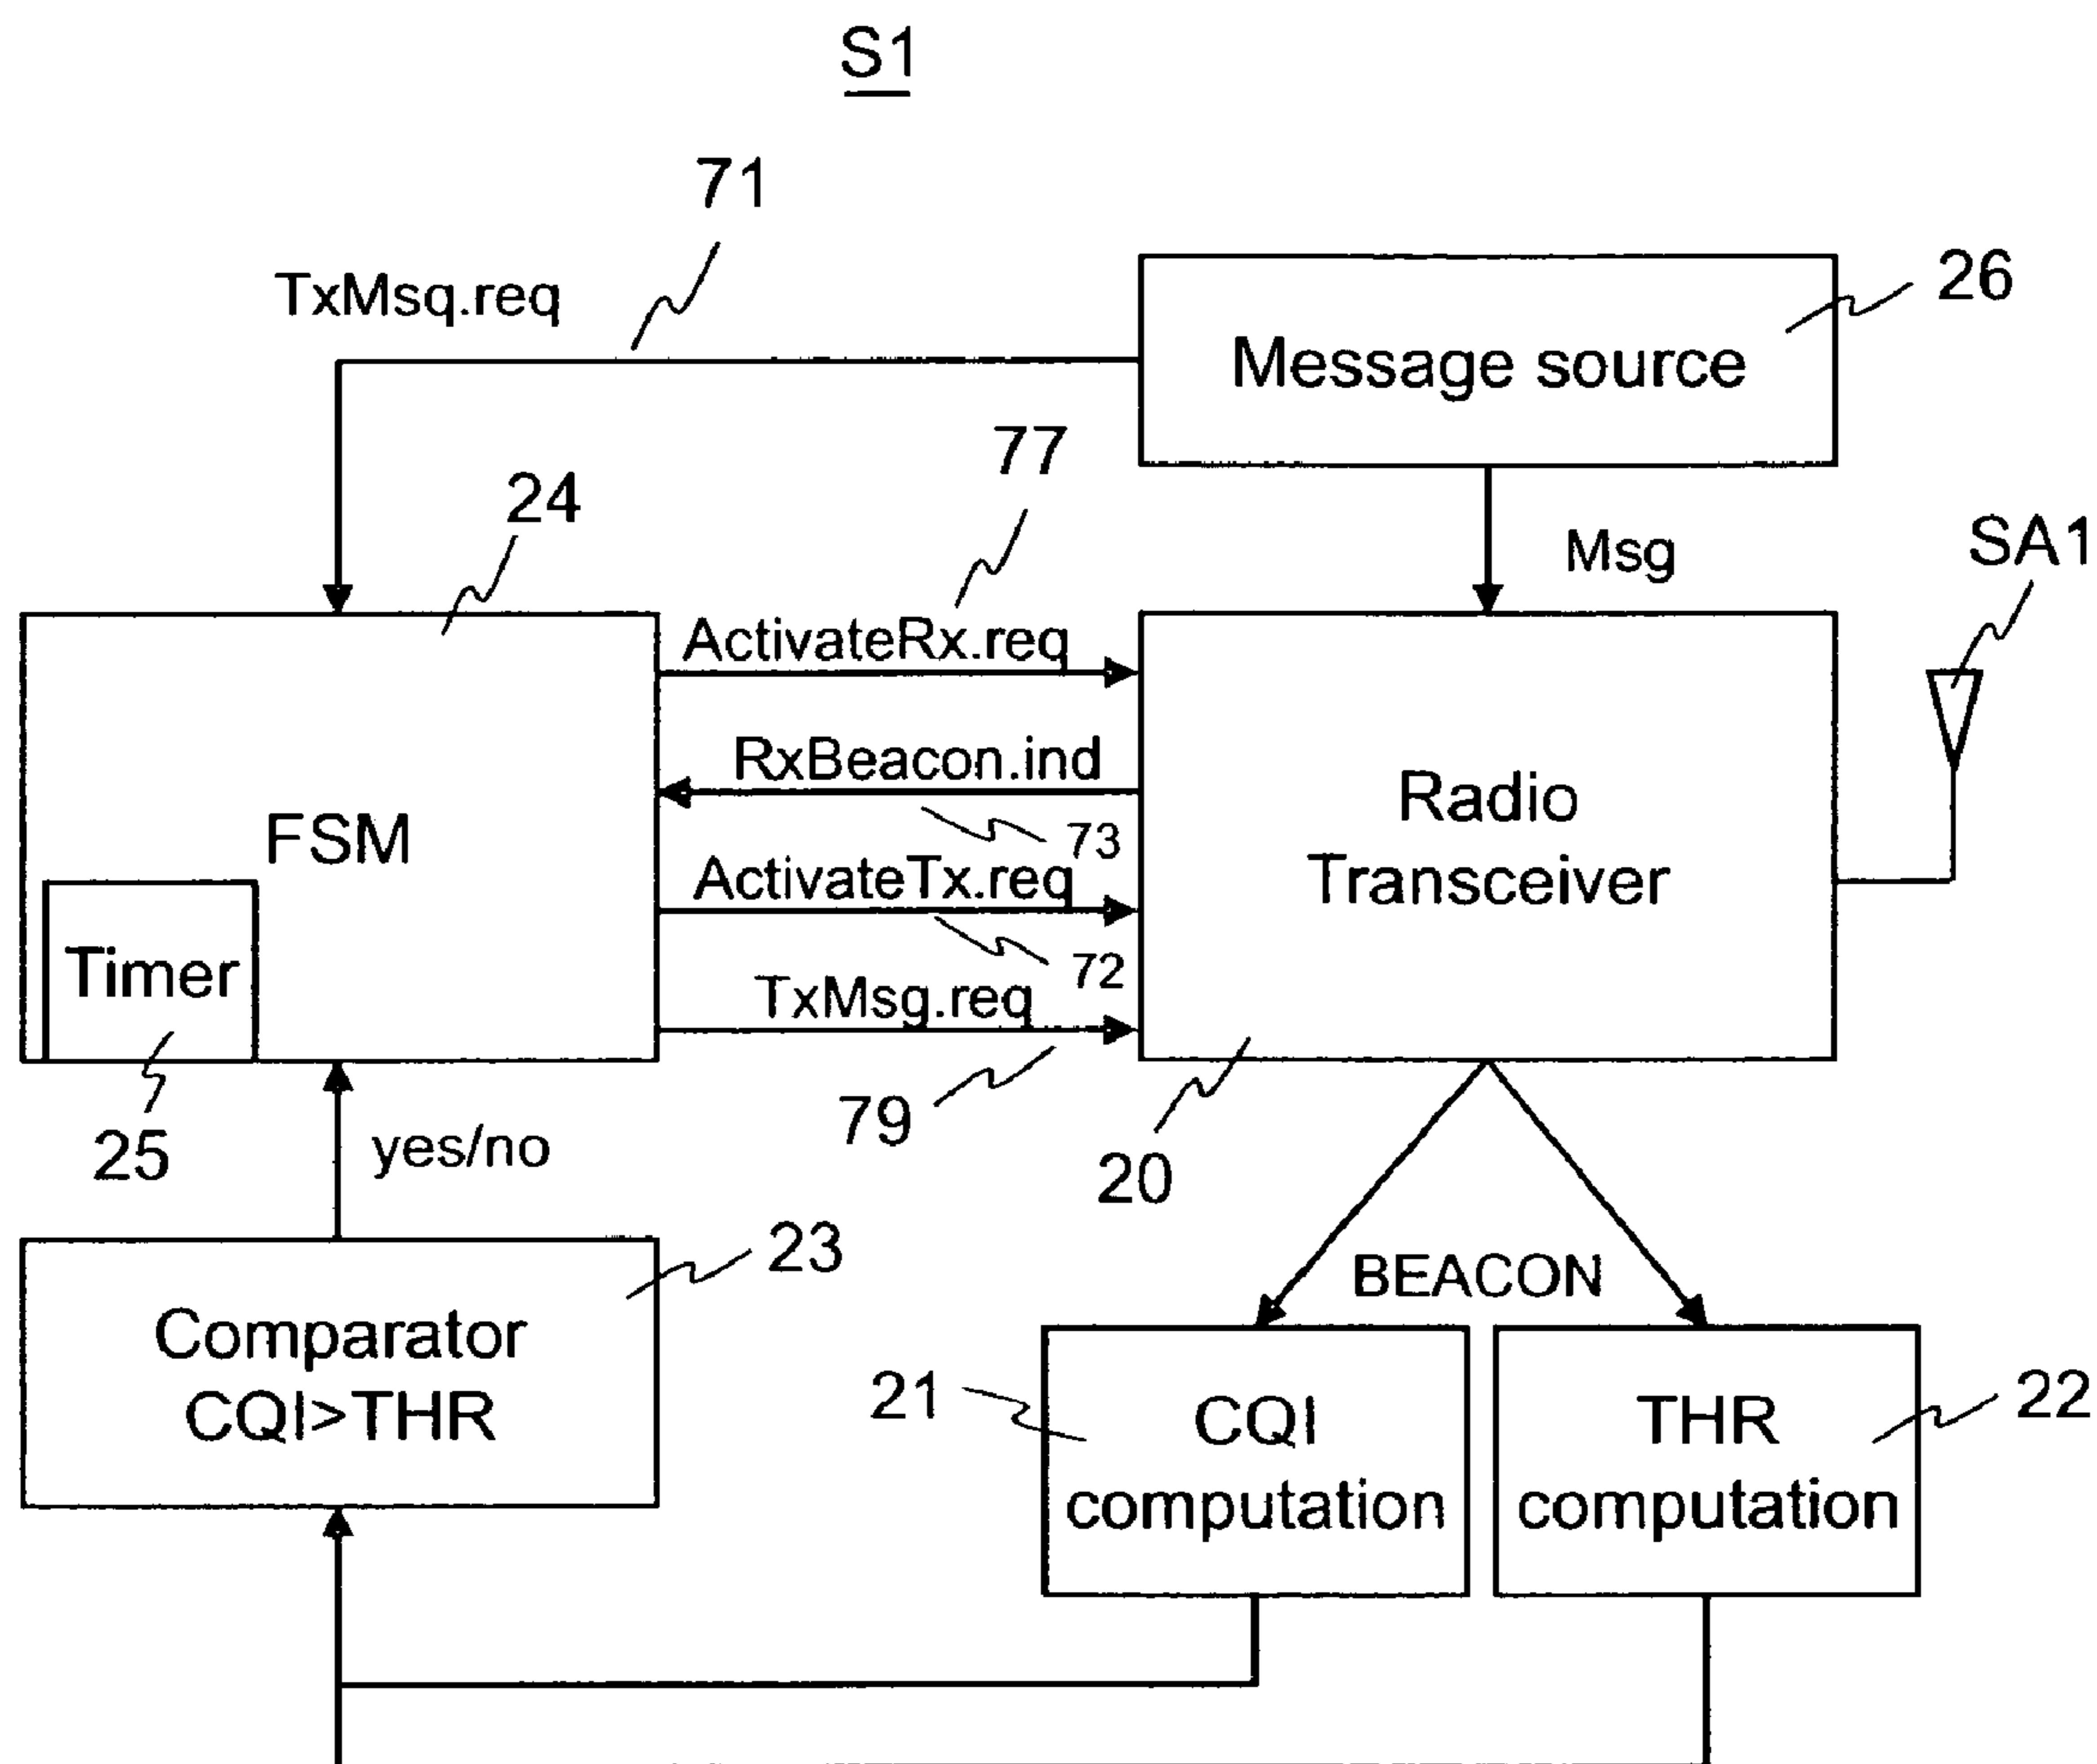 S1
71
TxMsq.req
26
Message source
77
24
Msg
SA1
ActivateRx.req
RxBeacon.ind
73
FSM
Radio
Transceiver
ActivateTx.req
72
Timer
TxMsg.req
79
25
yes/no
20
23
BEACON
Comparator
CQI>THR
21
CQI
computation
THR
computation
22